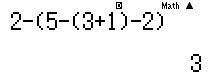 D Math ▲
2-(5-(3+1)-2)
3